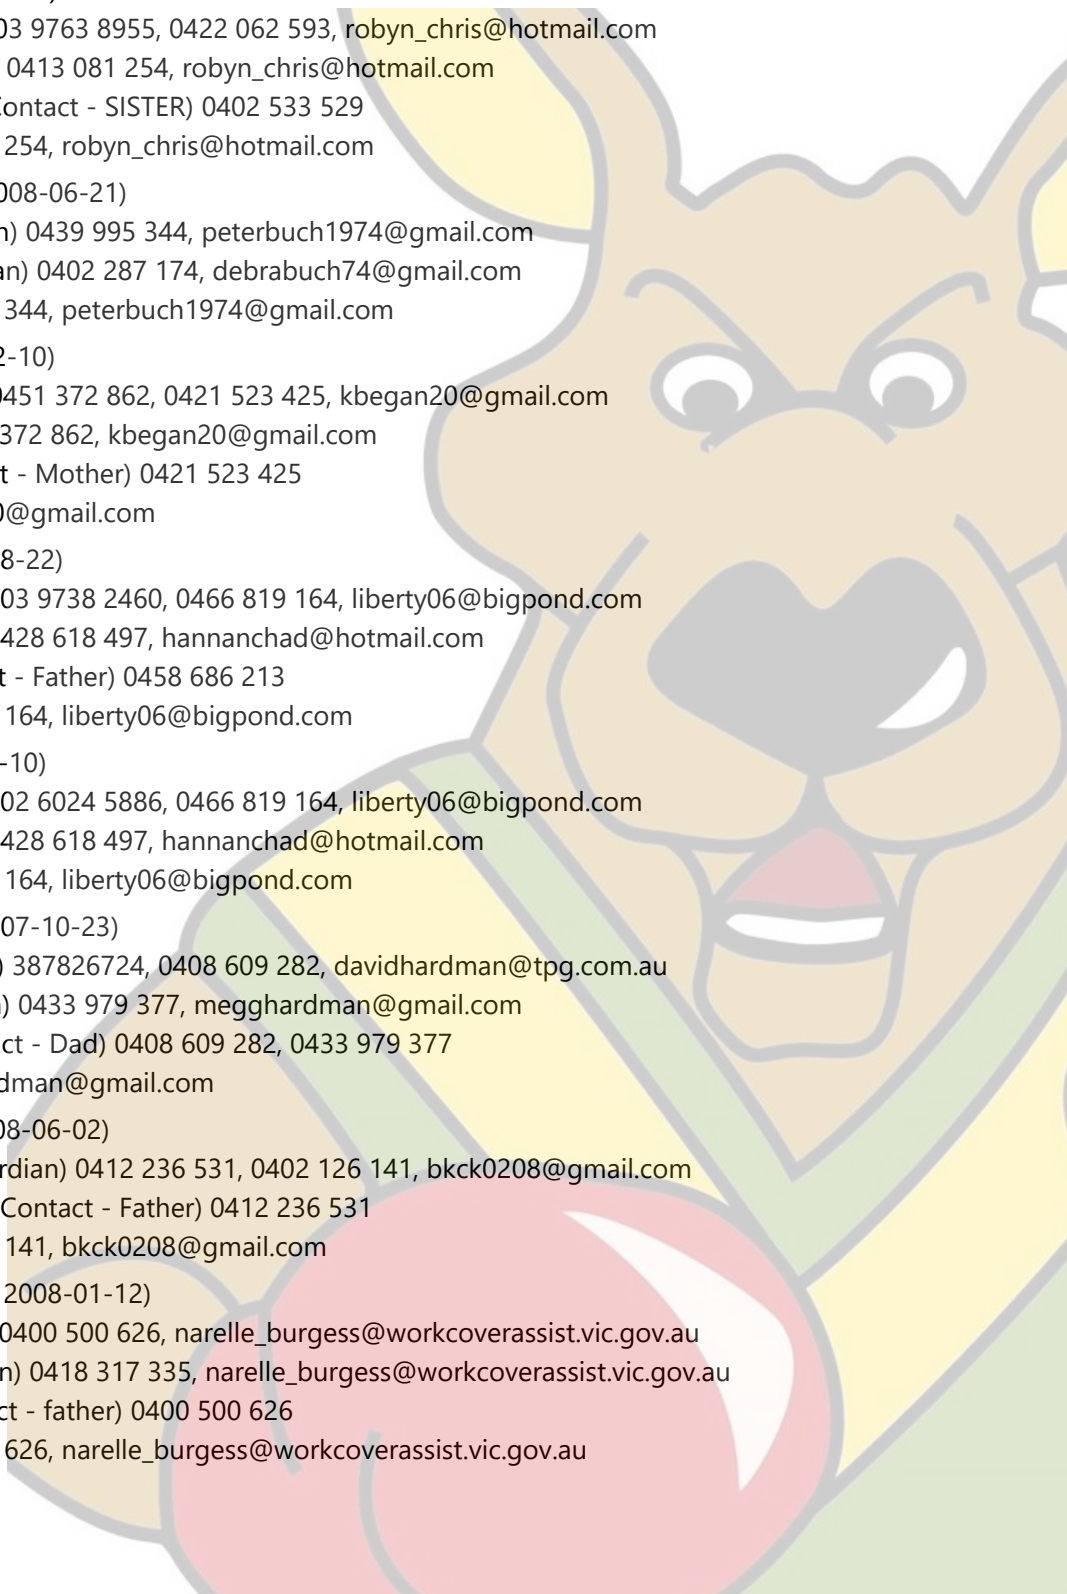 03 9763 8955, 0422 062 593, robyn_chris@hotmail.com
0413 081 254, robyn_chris@hotmail.com
Contact - SISTER) 0402 533 529
254, robyn_chris@hotmail.com
008-06-21)
n) 0439 995 344, peterbuch1974@gmail.com
an) 0402 287 174, debrabuch74@gmail.com
344, peterbuch1974@gmail.com
2-10)
0451 372 862, 0421 523 425, kbegan20@gmail.com
372 862, kbegan20@gmail.com
t - Mother) 0421 523 425
0@gmail.com
8-22)
03 9738 2460, 0466 819 164, liberty06@bigpond.com
428 618 497, hannanchad@hotmail.com
t - Father) 0458 686 213
164, liberty06@bigpond.com
-10)
02 6024 5886, 0466 819 164, liberty06@bigpond.com
428 618 497, hannanchad@hotmail.com
164, liberty06@bigpond.com
07-10-23)
) 387826724, 0408 609 282, davidhardman@tpg.com.au
) 0433 979 377, megghardman@gmail.com
ct - Dad) 0408 609 282, 0433 979 377
dman@gmail.com
08-06-02)
rdian) 0412 236 531, 0402 126 141, bkck0208@gmail.com
Contact - Father) 0412 236 531
141, bkck0208@gmail.com
2008-01-12)
0400 500 626, narelle_burgess@workcoverassist.vic.gov.au
n) 0418 317 335, narelle_burgess@workcoverassist.vic.gov.au
ct - father) 0400 500 626
626, narelle_burgess@workcoverassist.vic.gov.au